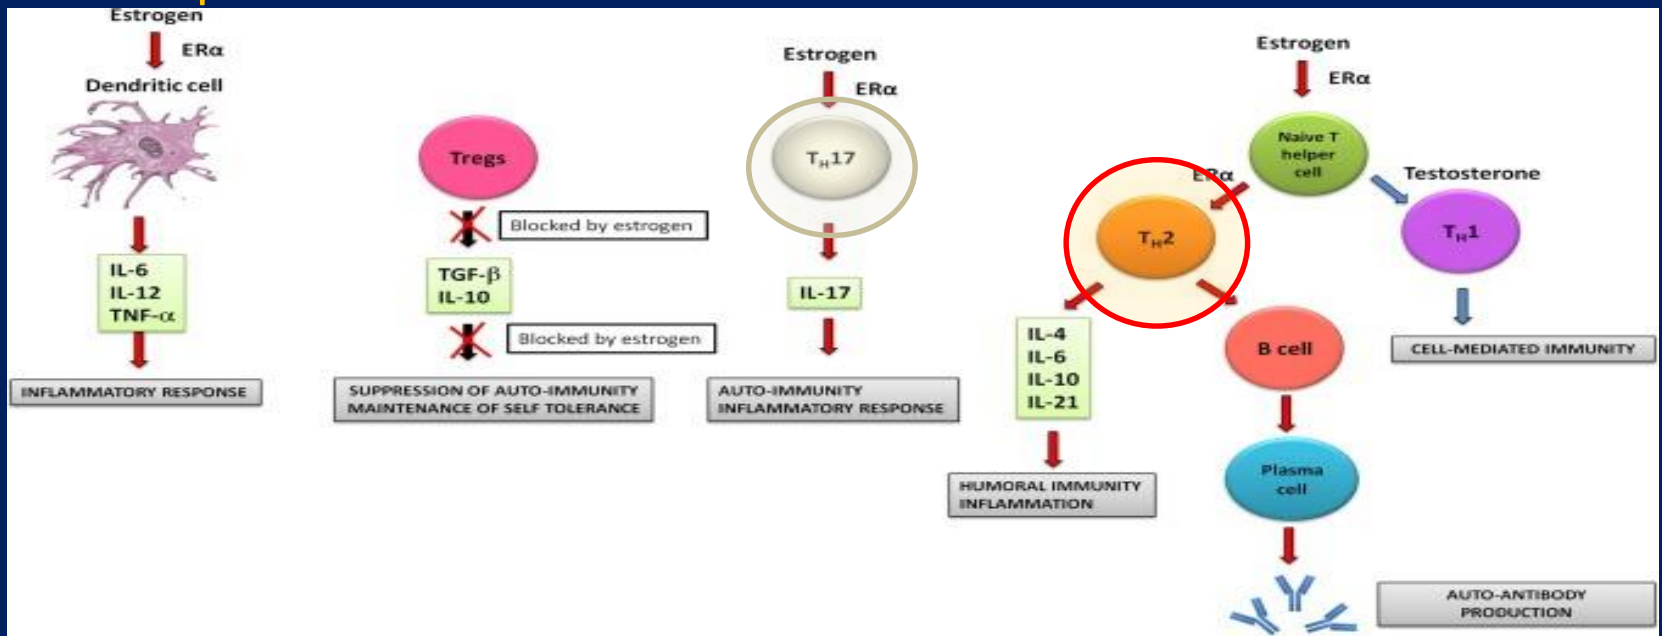 Estrogen
ERα
Dendritic cell
IL-6
IL-12
TNF-α
INFLAMMATORY RESPONSE
Tregs
Blocked by estrogen
TGF-β
IL-10
Blocked by estrogen
SUPPRESSION OF AUTO-IMMUNITY
MAINTENANCE OF SELF TOLERANCE
Estrogen
ERα
TH17
IL-17
AUTO-IMMUNITY
INFLAMMATORY RESPONSE
Estrogen
ERα
Naive T
helper
cell
ERα
Testosterone
TH2
TH1
IL-4
IL-6
IL-10
IL-21
HUMORAL IMMUNITY
INFLAMMATION
B cell
Plasma
cell
CELL-MEDIATED IMMUNITY
AUTO-ANTIBODY
PRODUCTION